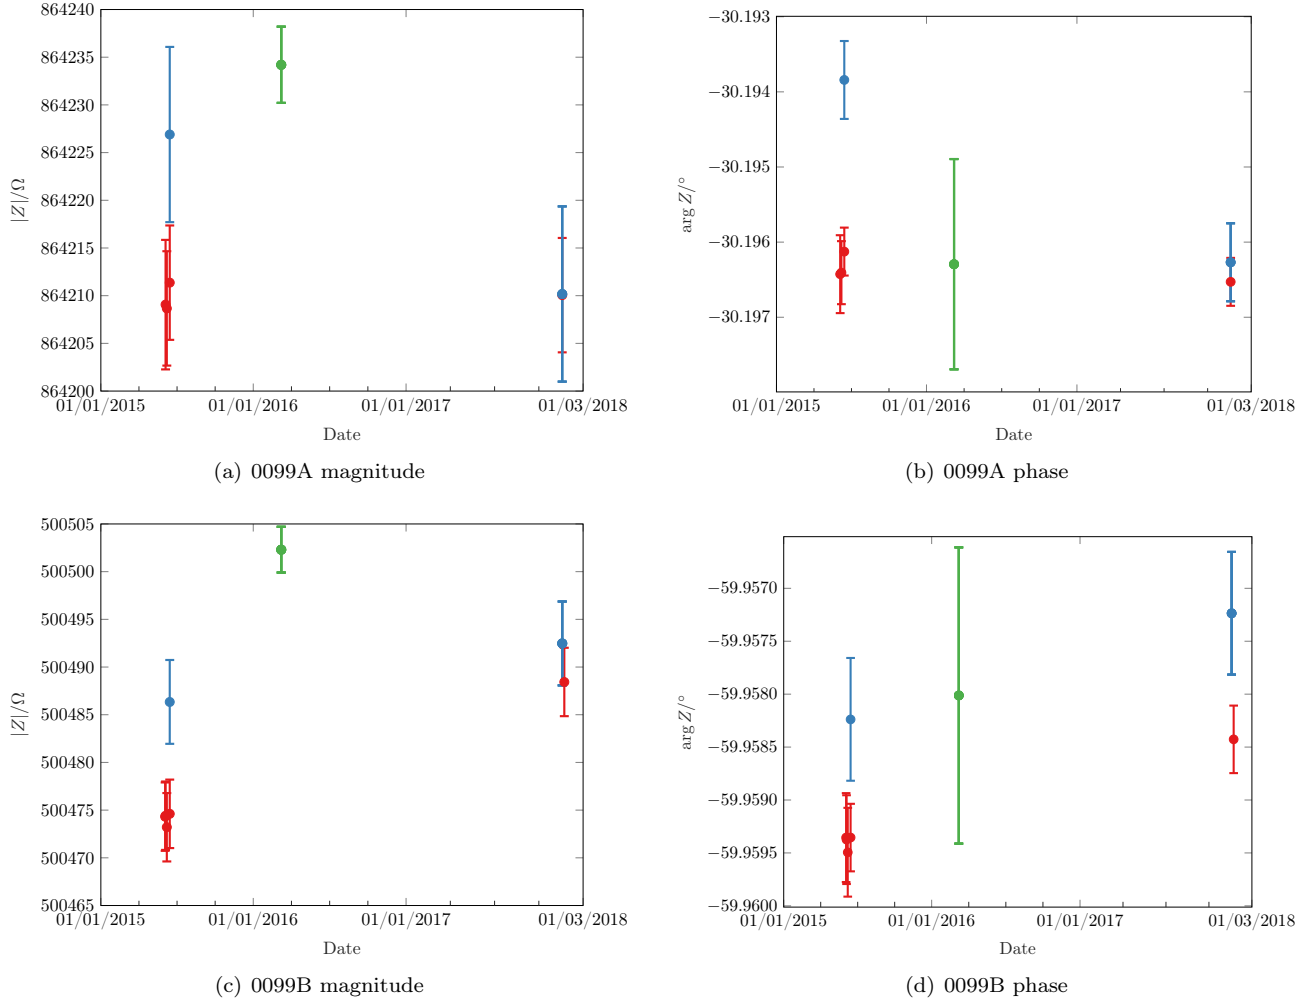 864240
864235
864230
864225
864220
864215
864210
864205
864200
|Z|/Ω
01/01/2015 01/01/2016 01/01/2017 01/03/2018
Date
(a) 0099A magnitude
−30.193
−30.194
−30.195
−30.196
−30.197
arg Z/°
01/01/2015 01/01/2016 01/01/2017 01/03/2018
Date
(b) 0099A phase
500505
500500
500495
500490
500485
500480
500475
500470
500465
|Z|/Ω
01/01/2015 01/01/2016 01/01/2017 01/03/2018
Date
(c) 0099B magnitude
−59.9570
−59.9575
−59.9580
−59.9585
−59.9590
−59.9595
−59.9600
arg Z/°
01/01/2015 01/01/2016 01/01/2017 01/03/2018
Date
(d) 0099B phase